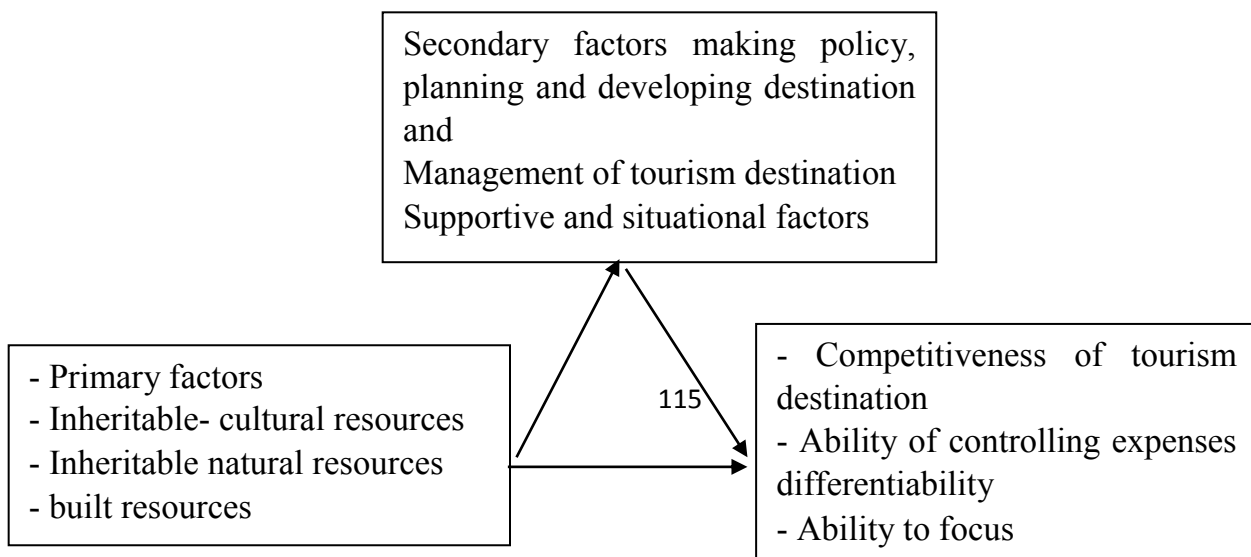 Secondary factors making policy,
planning and developing destination
and
Management of tourism destination
Supportive and situational factors
- Primary factors
- Inheritable- cultural resources
- Inheritable natural resources
- built resources
115
- Competitiveness of tourism
destination
- Ability of controlling expenses
differentiability
- Ability to focus